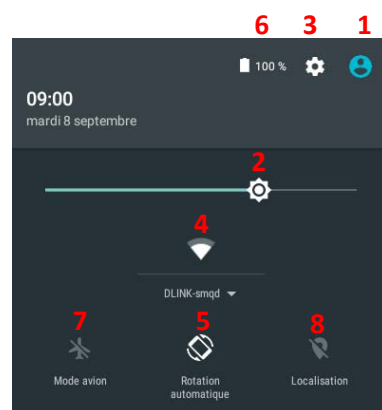 6 3 1
100 %
09:00
mardi 8 septembre
2
4
DLINK-smqd
7 5 8
Mode avion Rotation automatique Localisation